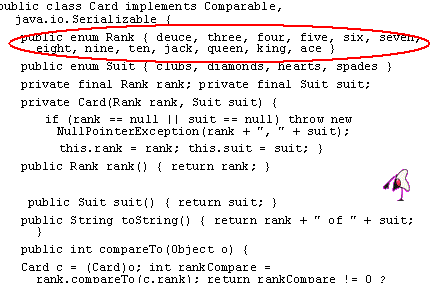 public class Card implements Comparable,
java.io.Serializable {
public enum Rank { deuce, three, four, five, six, seven,
eight, nine, ten, jack, queen, king, ace }
public enum Suit { clubs, diamonds, hearts, spades }
private final Rank rank; private final Suit suit;
private Card(Rank rank, Suit suit) {
if (rank == null || suit == null) throw new
NullPointerException(rank + ", " + suit);
this.rank = rank; this.suit = suit; }
public Rank rank() { return rank; }
public Suit suit() { return suit; }
public String toString() { return rank + " of " + suit;
}
public int compareTo(Object o) {
Card c = (Card)o; int rankCompare =
rank.compareTo(c.rank); return rankCompare != 0 ?